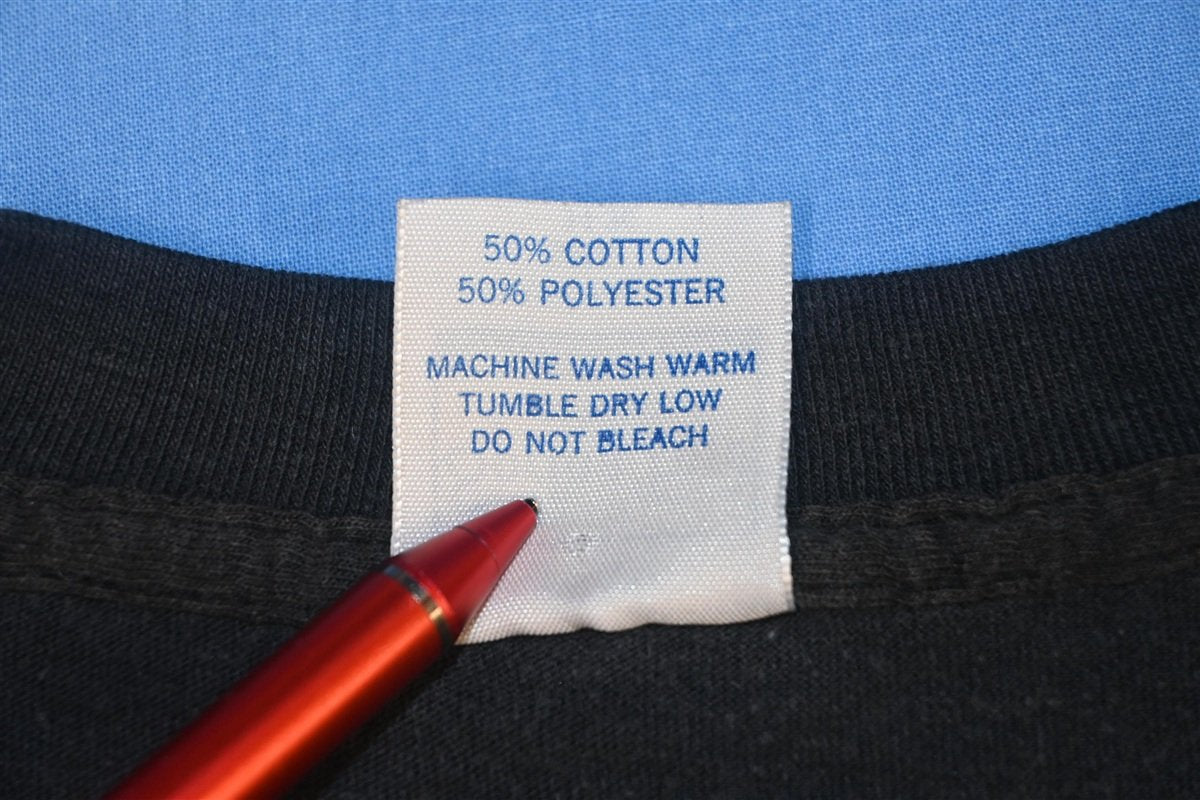 50% COTTON
50% POLYESTER
MACHINE WASH WARM
TUMBLE DRY LOW
DO NOT BLEACH